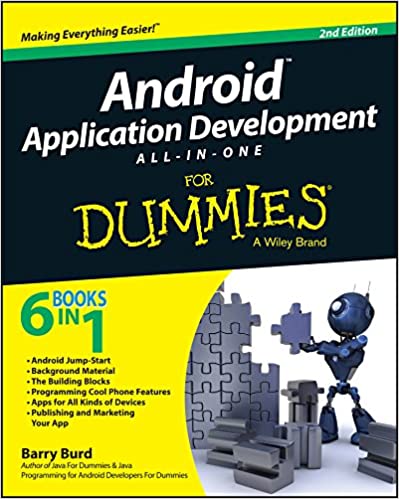 Making Everything Easier!™
2nd Edition
Android™
Application Development
ALL-IN-ONE
FOR
DUMMIES®
A Wiley Brand
6 BOOKS
IN 1
• Android Jump-Start
• Background Material
• The Building Blocks
• Programming Cool Phone Features
• Apps for All Kinds of Devices
• Publishing and Marketing
Your App
Barry Burd
Author of Java For Dummies & Java
Programming for Android Developers For Dummies